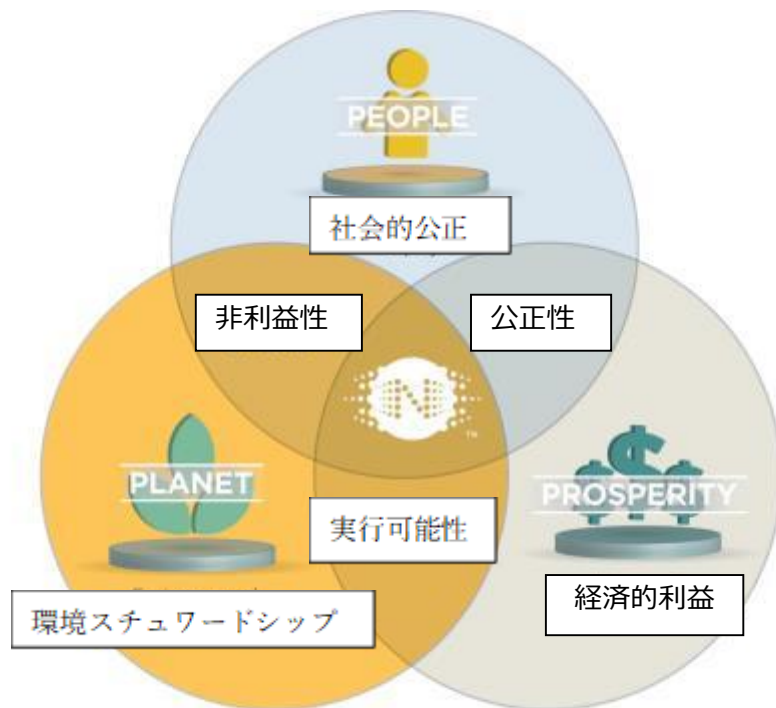 PEOPLE
社会的公正
非利益性
公正性
N
TM
PLANET
PROSPERITY
実行可能性
経済的利益
環境スチュワードシップ